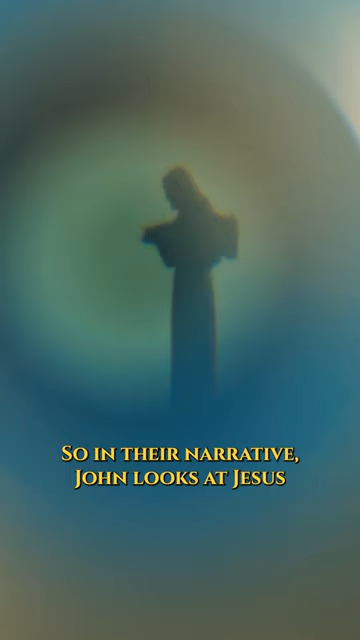 So in their narrative,
John looks at Jesus